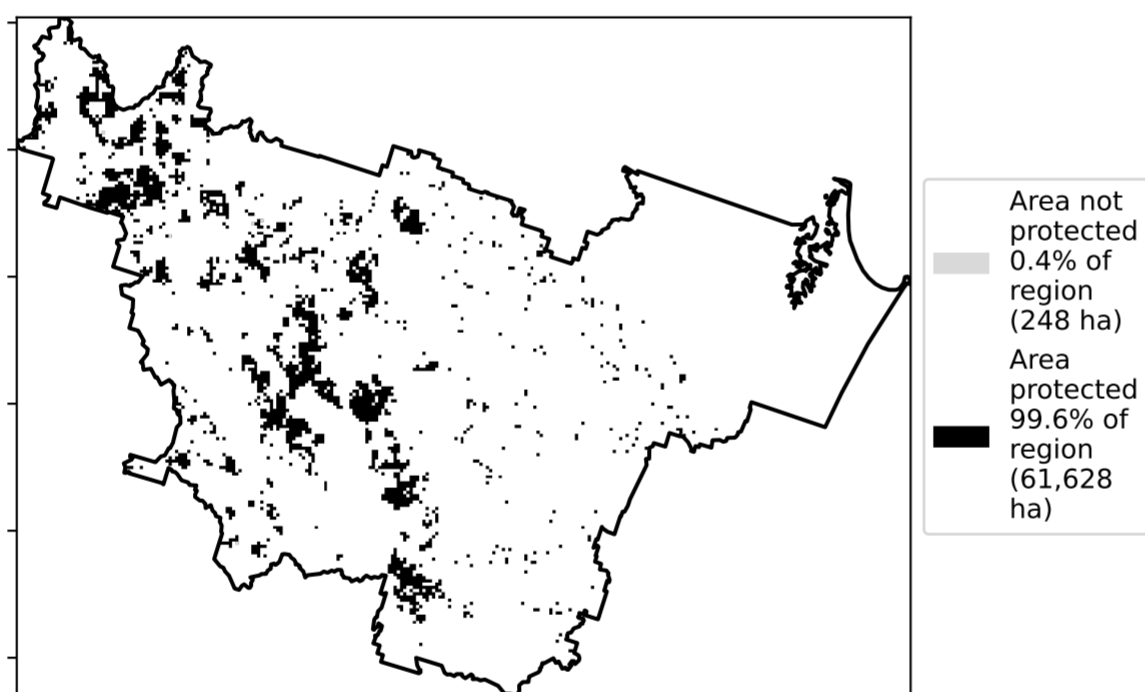 Area not
protected
0.4% of
region
(248 ha)
Area
protected
99.6% of
region
(61,628
ha)